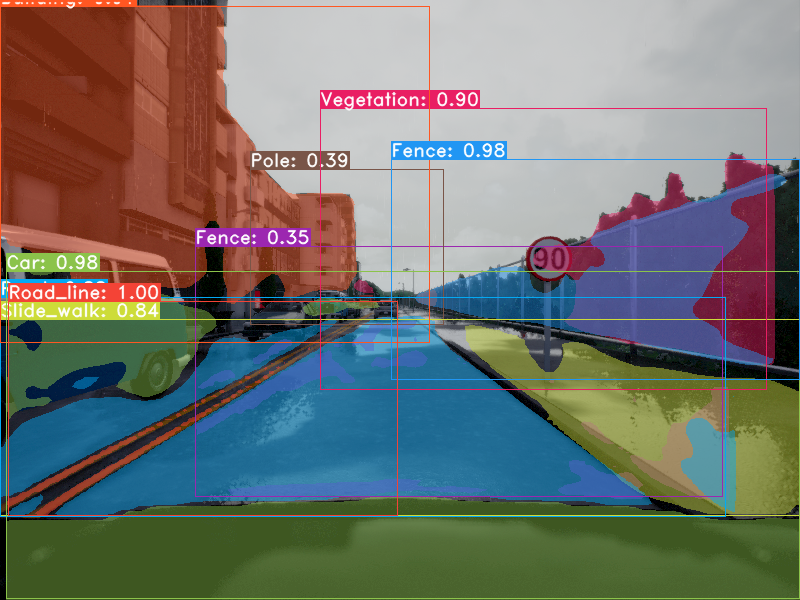 Vegetation: 0.90
Fence: 0.98
Pole: 0.39
Fence: 0.35
90
Car: 0.98
Road_line: 1.00
Slide_walk: 0.84